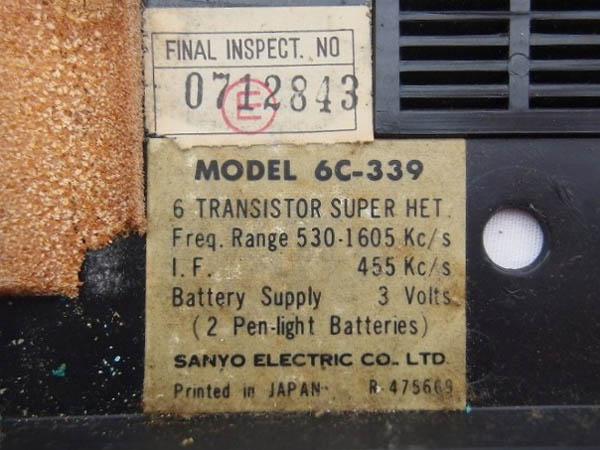 FINAL INSPECT. NO
0712843
E
MODEL 6C-339
6 TRANSISTOR SUPER HET.
Freq. Range 530-1605 Kc/s
I.F. 455 Kc/s
Battery Supply 3 Volts
(2 Pen-light Batteries)
SANYO ELECTRIC CO., LTD.
Printed in JAPAN R-475669